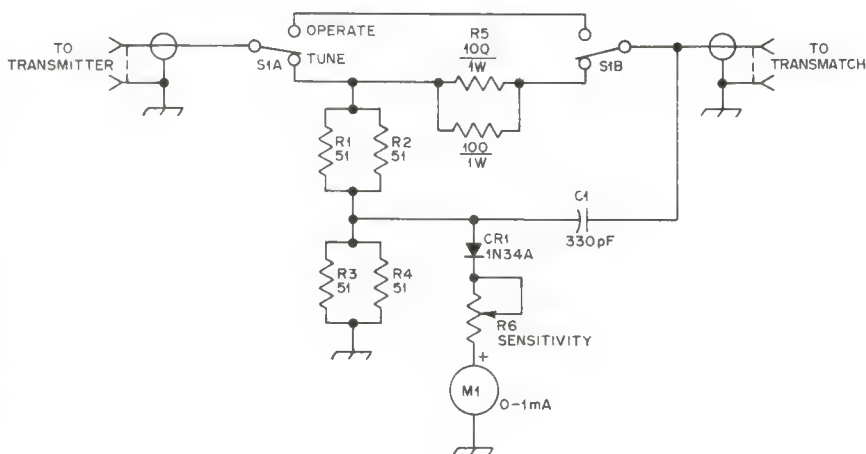 OPERATE
TO
TRANSMITTER
S1A
TUNE
R5
100
1W
100
1W
S1B
TO
TRANSMATCH
R1
51
R2
51
C1
330pF
CR1
1N34A
R3
51
R4
51
R6
SENSITIVITY
+
M1
0-1mA